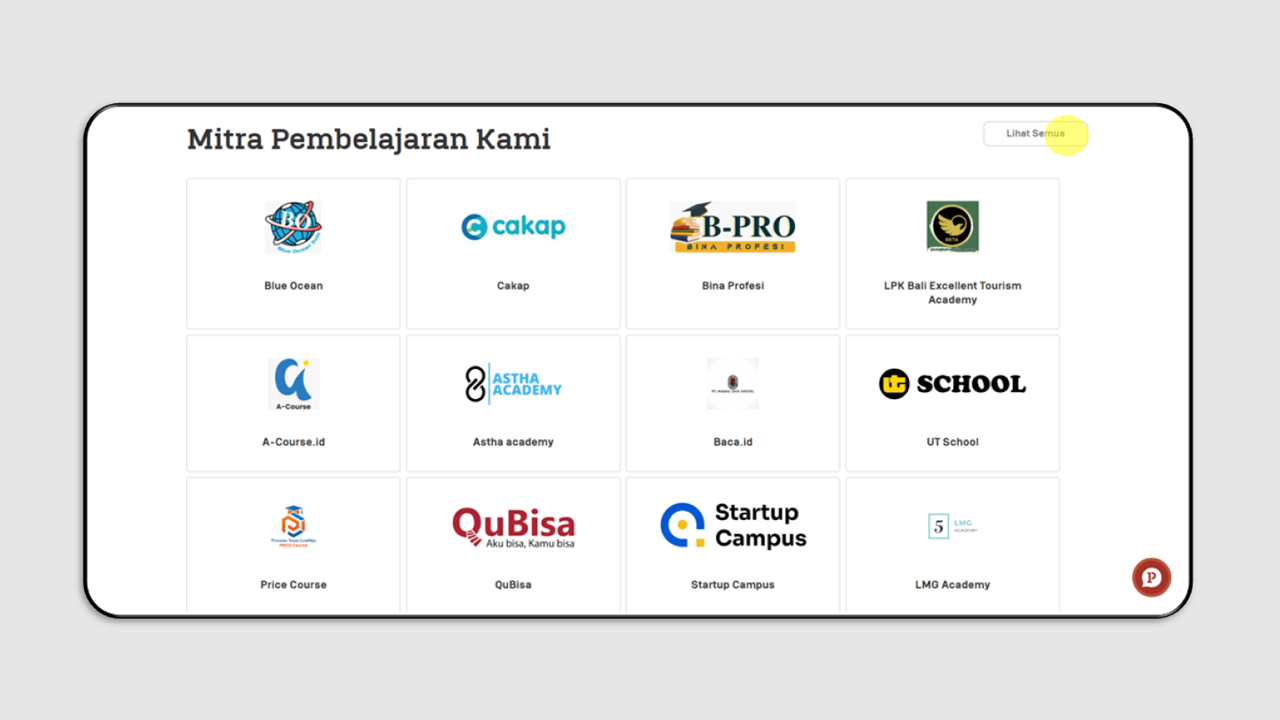 Mitra Pembelajaran Kami
Lihat Semua
BO
Blue Ocean
cakap
B-PRO
BINA PROFESI
BETA
Blue Ocean
Cakap
Bina Profesi
LPK Bali Excellent Tourism
Academy
A-Course
ASTHA
ACADEMY
UT SCHOOL
A-Course.id
Astha academy
Baca.id
UT School
PRICE Course
QuBisa
Aku bisa, Kamu bisa
Startup
Campus
5
LMG
ACADEMY
P
Price Course
QuBisa
Startup Campus
LMG Academy